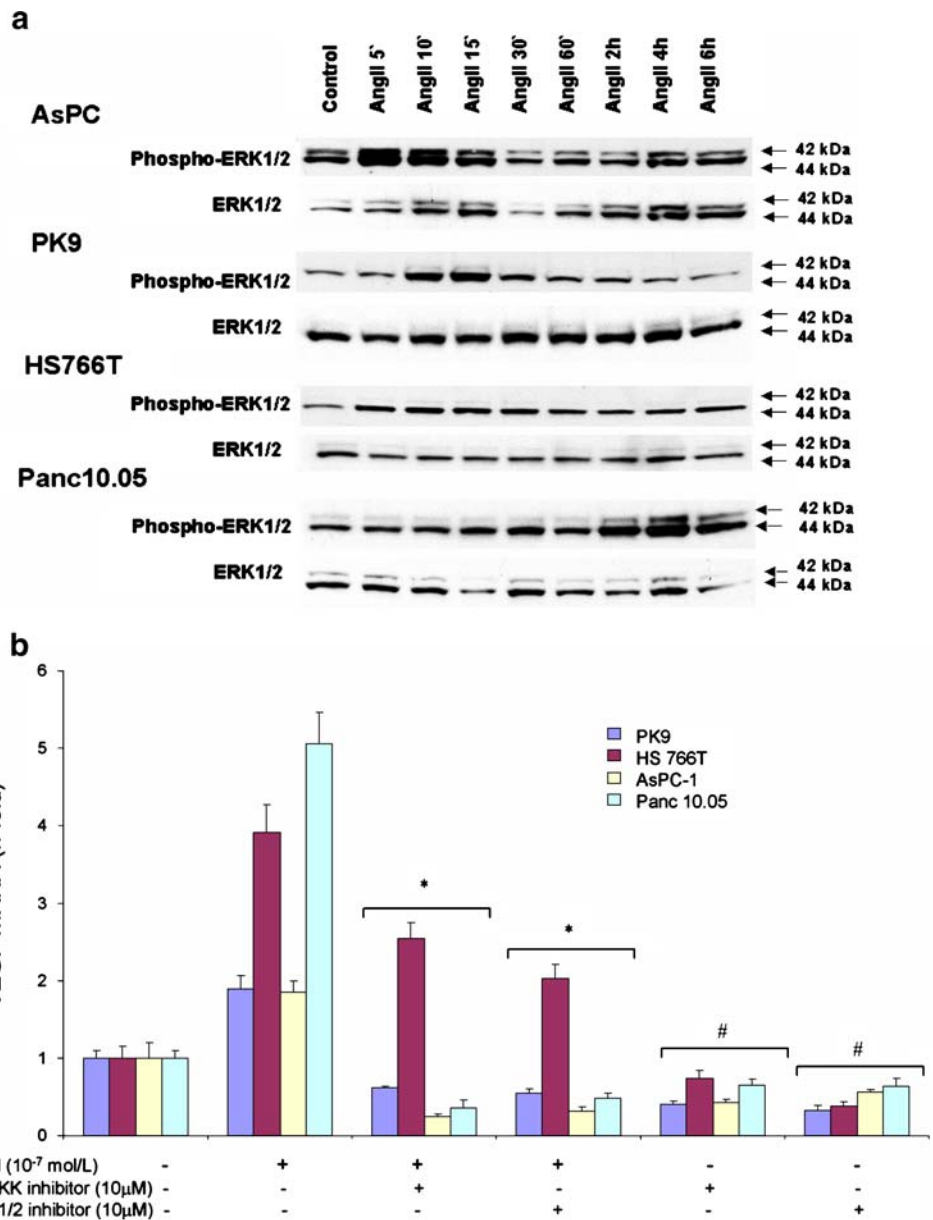 a
Control AngII 5` AngII 10` AngII 15` AngII 30` AngII 60` AngII 2h AngII 4h AngII 6h
AsPC
Phospho-ERK1/2 42 kDa
44 kDa
ERK1/2 42 kDa
44 kDa
PK9
Phospho-ERK1/2 42 kDa
44 kDa
ERK1/2 42 kDa
44 kDa
HS766T
Phospho-ERK1/2 42 kDa
44 kDa
ERK1/2 42 kDa
44 kDa
Panc10.05
Phospho-ERK1/2 42 kDa
44 kDa
ERK1/2 42 kDa
44 kDa
b
6
5
4
3
2
1
0
PK9
HS 766T
AsPC-1
Panc 10.05
* * # #
(10⁻⁷ mol/L) - + + + - -
KK inhibitor (10µM) - - + - + -
1/2 inhibitor (10µM) - - - + - +